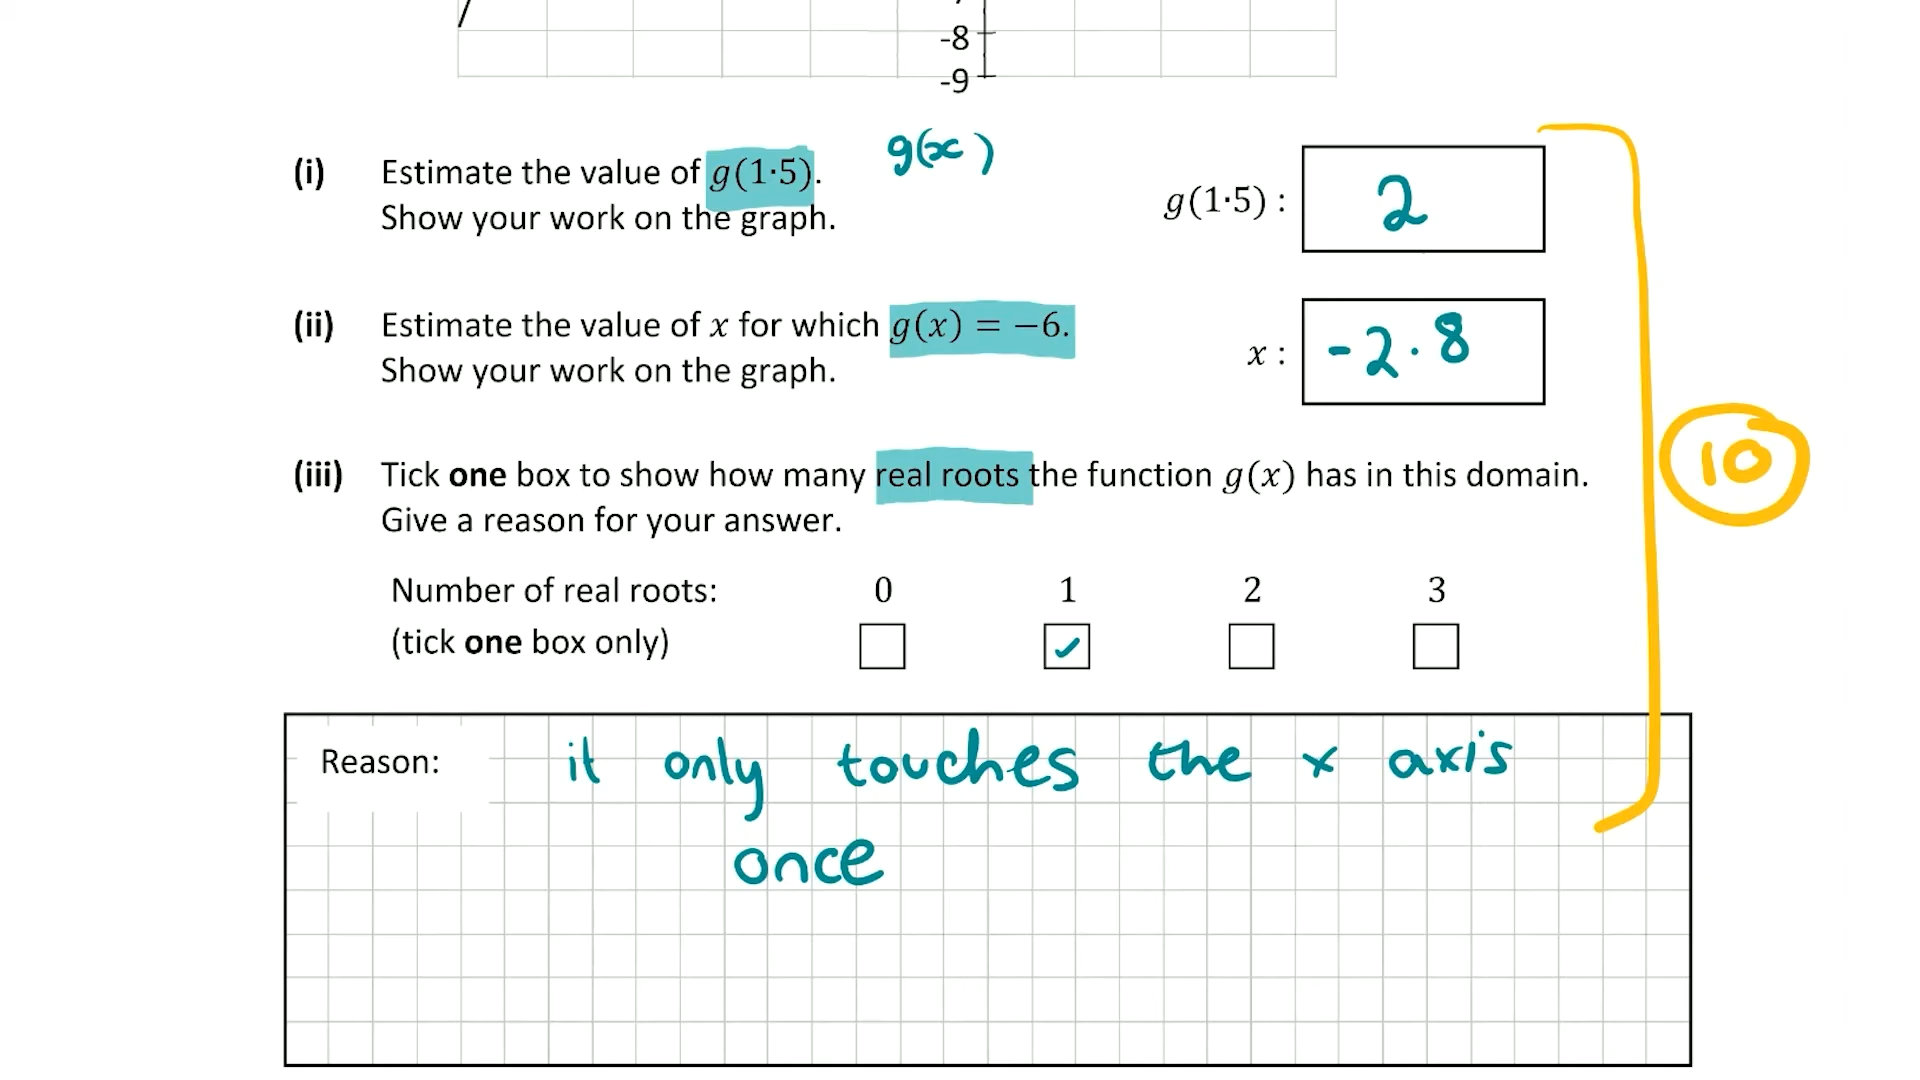 -8
-9
g(x)
(i) Estimate the value of g(1·5).
Show your work on the graph.
g(1·5) : 2
(ii) Estimate the value of x for which g(x) = −6.
Show your work on the graph.
x : -2.8
(iii) Tick one box to show how many real roots the function g(x) has in this domain.
Give a reason for your answer.
10
Number of real roots: 0 1 2 3
(tick one box only) ✓
Reason: it only touches the x axis
once